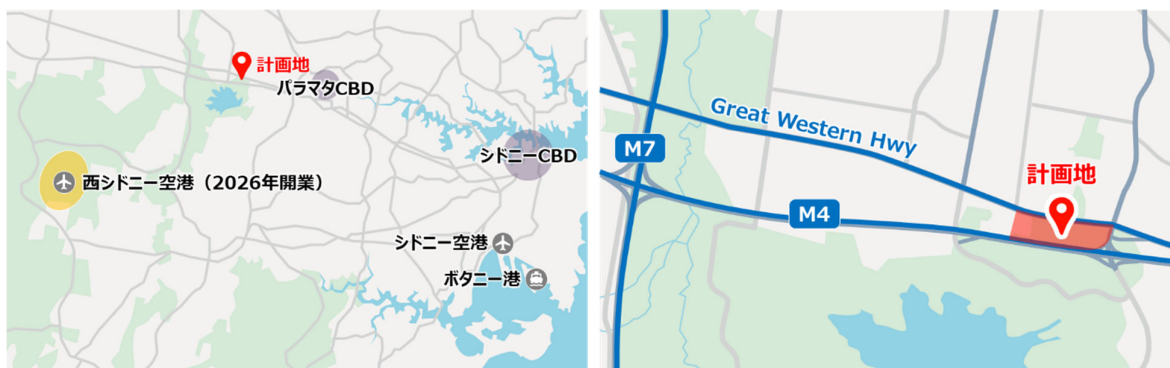 計画地
パラマタCBD
シドニーCBD
西シドニー空港（2026年開業）
シドニー空港
ボタニー港
Great Western Hwy
M7
計画地
M4